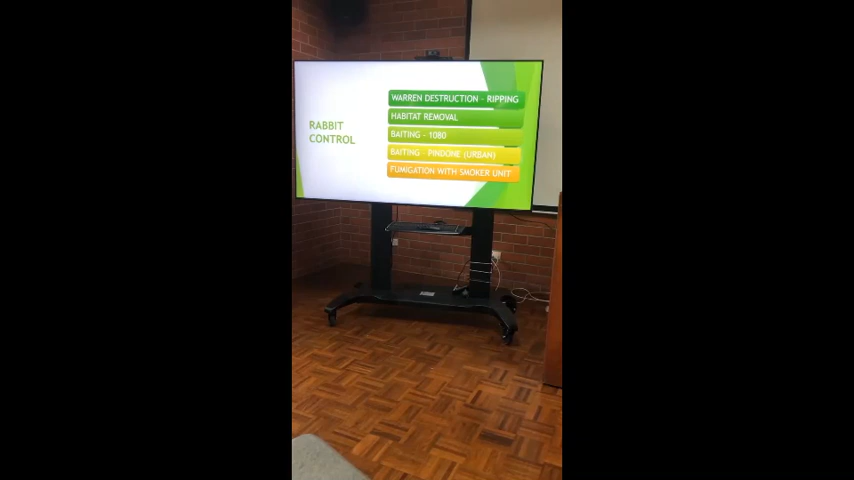 RABBIT
CONTROL
WARREN DESTRUCTION - RIPPING
HABITAT REMOVAL
BAITING - 1080
BAITING - PINDONE (URBAN)
FUMIGATION WITH SMOKER UNIT